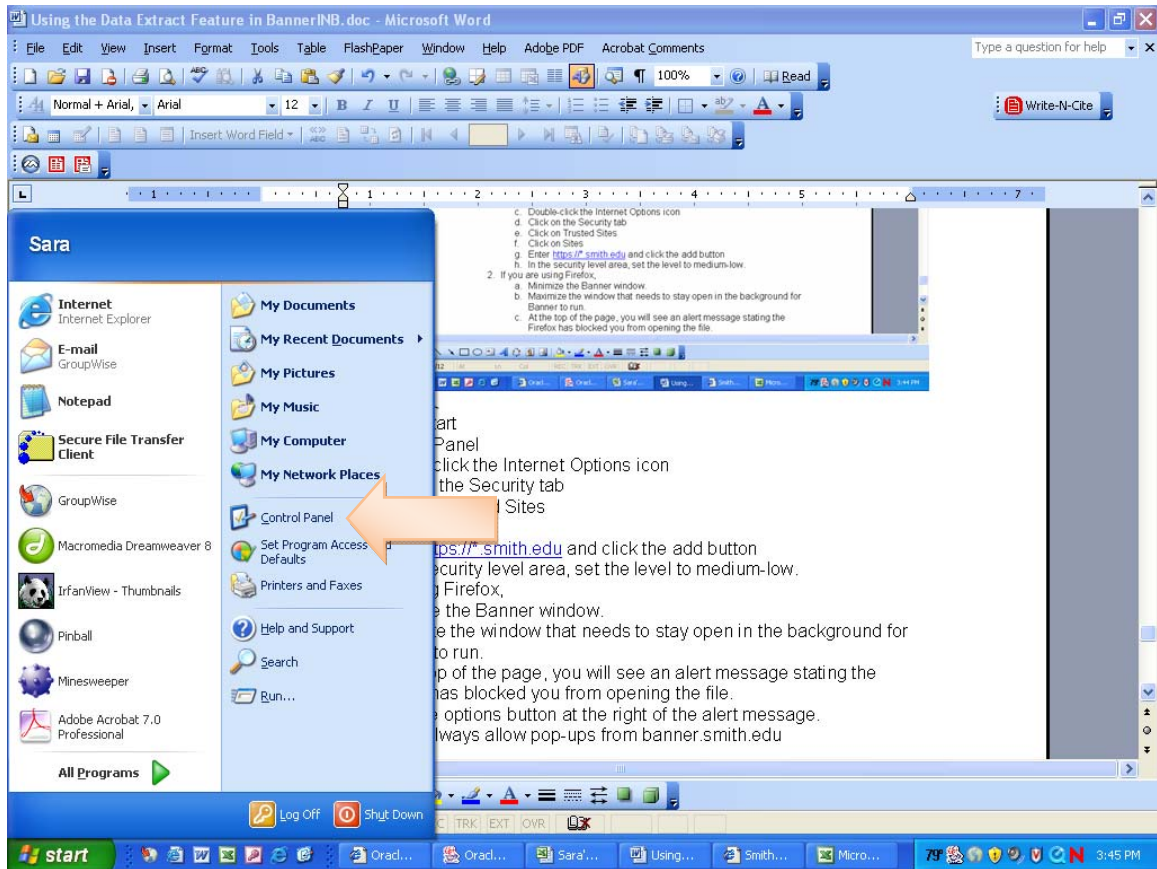 Using the Data Extract Feature in BannerINB.doc - Microsoft Word
File Edit View Insert Format Tools Table FlashPaper Window Help Adobe PDF Acrobat Comments
Type a question for help
100% Read
Normal + Arial, Arial 12 B I U
Write-N-Cite
Insert Word Field
1 1 2 3 4 5 7
Sara
Internet
Internet Explorer
E-mail
GroupWise
Notepad
Secure File Transfer
Client
GroupWise
Macromedia Dreamweaver 8
IrfanView - Thumbnails
Pinball
Minesweeper
Adobe Acrobat 7.0
Professional
All Programs
My Documents
My Recent Documents
My Pictures
My Music
My Computer
My Network Places
Control Panel
Set Program Access
Defaults
Printers and Faxes
Help and Support
Search
Run...
Log Off Shut Down
c. Double-click the Internet Options icon
d. Click on the Security tab
e. Click on Trusted Sites
f. Click on Sites
g. Enter https://*.smith.edu and click the add button
h. In the security level area, set the level to medium-low.
2. If you are using Firefox,
a. Minimize the Banner window.
b. Maximize the window that needs to stay open in the background for
Banner to run.
c. At the top of the page, you will see an alert message stating the
Firefox has blocked you from opening the file.
3:44 PM
art
Panel
click the Internet Options icon
the Security tab
d Sites
tps://*.smith.edu and click the add button
ecurity level area, set the level to medium-low.
g Firefox,
e the Banner window.
te the window that needs to stay open in the background for
to run.
op of the page, you will see an alert message stating the
has blocked you from opening the file.
e options button at the right of the alert message.
lways allow pop-ups from banner.smith.edu
TRK EXT OVR
start Oracl... Oracl... Sara'... Using... Smith... Micro... 79° 3:45 PM